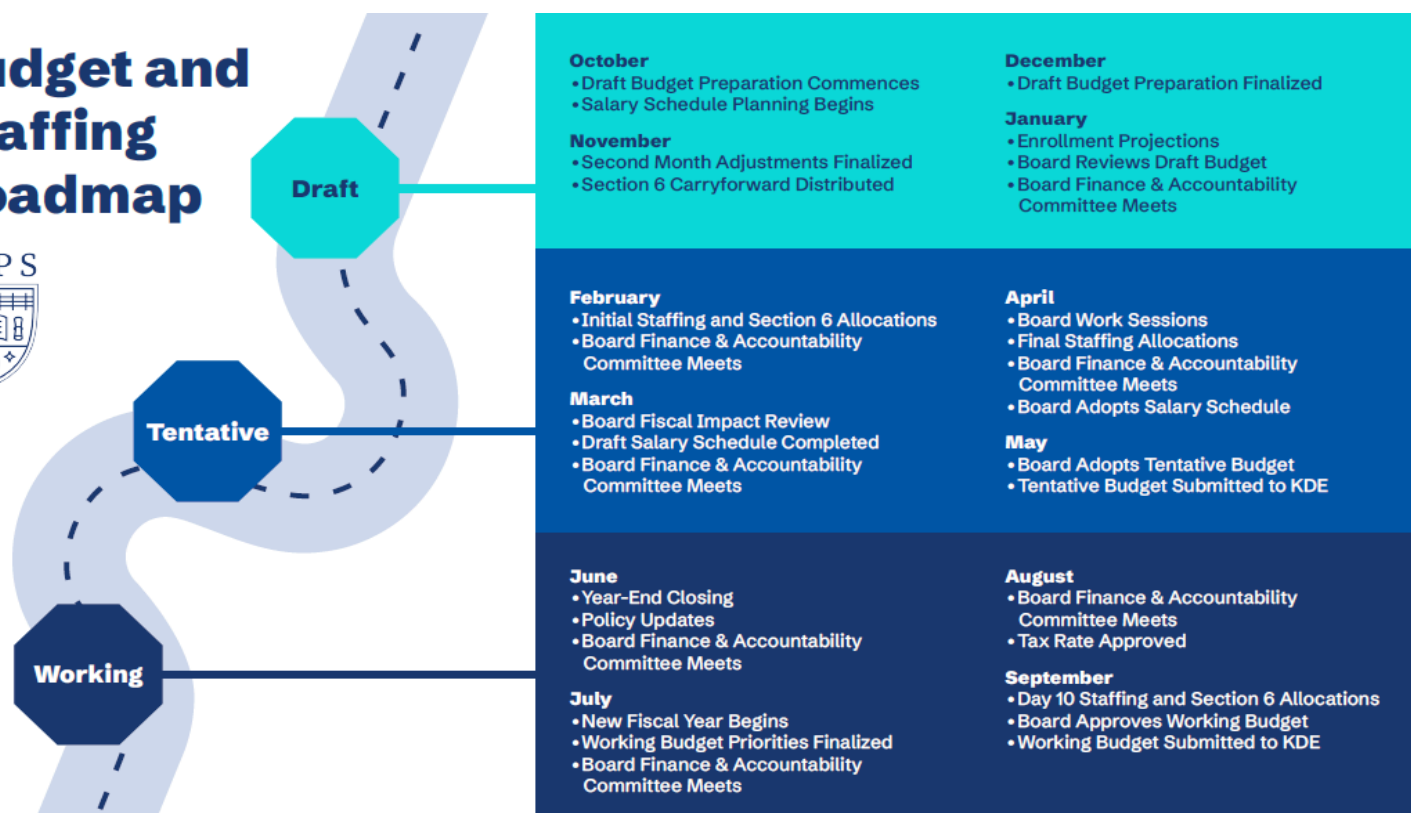 udget and
affing
oadmap
P S
Draft
Tentative
Working
October
•Draft Budget Preparation Commences
•Salary Schedule Planning Begins
November
•Second Month Adjustments Finalized
•Section 6 Carryforward Distributed
December
•Draft Budget Preparation Finalized
January
•Enrollment Projections
•Board Reviews Draft Budget
•Board Finance & Accountability
Committee Meets
February
•Initial Staffing and Section 6 Allocations
•Board Finance & Accountability
Committee Meets
March
•Board Fiscal Impact Review
•Draft Salary Schedule Completed
•Board Finance & Accountability
Committee Meets
April
•Board Work Sessions
•Final Staffing Allocations
•Board Finance & Accountability
Committee Meets
•Board Adopts Salary Schedule
May
•Board Adopts Tentative Budget
•Tentative Budget Submitted to KDE
June
•Year-End Closing
•Policy Updates
•Board Finance & Accountability
Committee Meets
July
•New Fiscal Year Begins
•Working Budget Priorities Finalized
•Board Finance & Accountability
Committee Meets
August
•Board Finance & Accountability
Committee Meets
•Tax Rate Approved
September
•Day 10 Staffing and Section 6 Allocations
•Board Approves Working Budget
•Working Budget Submitted to KDE